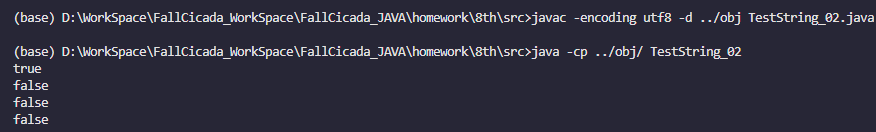 (base) D:\WorkSpace\FallCicada_WorkSpace\FallCicada_JAVA\homework\8th\src>javac -encoding utf8 -d ../obj TestString_02.java
(base) D:\WorkSpace\FallCicada_WorkSpace\FallCicada_JAVA\homework\8th\src>java -cp ../obj/ TestString_02
true
false
false
false